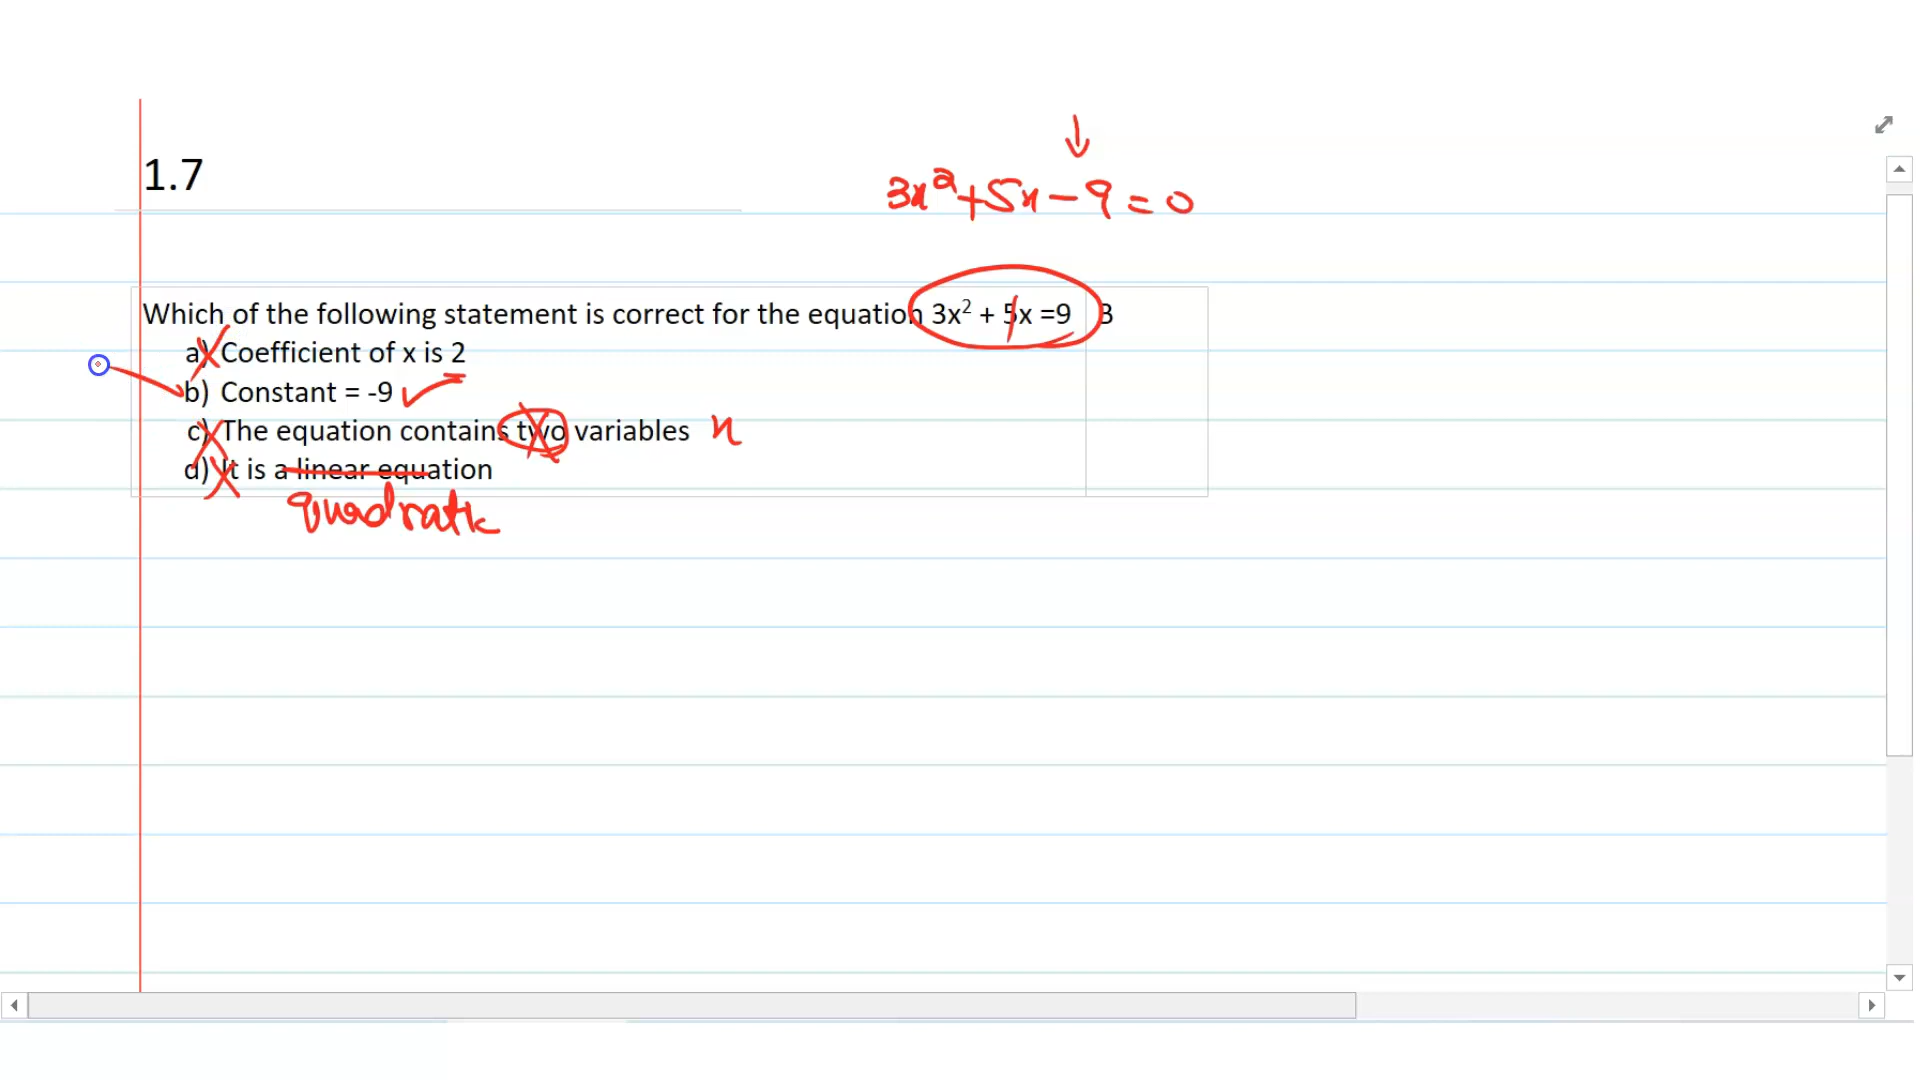 1.7
3x²+5x-9=0
Which of the following statement is correct for the equation 3x² + 5x =9 B
a) Coefficient of x is 2
b) Constant = -9
c) The equation contains two variables x
d) It is a linear equation
quadratic